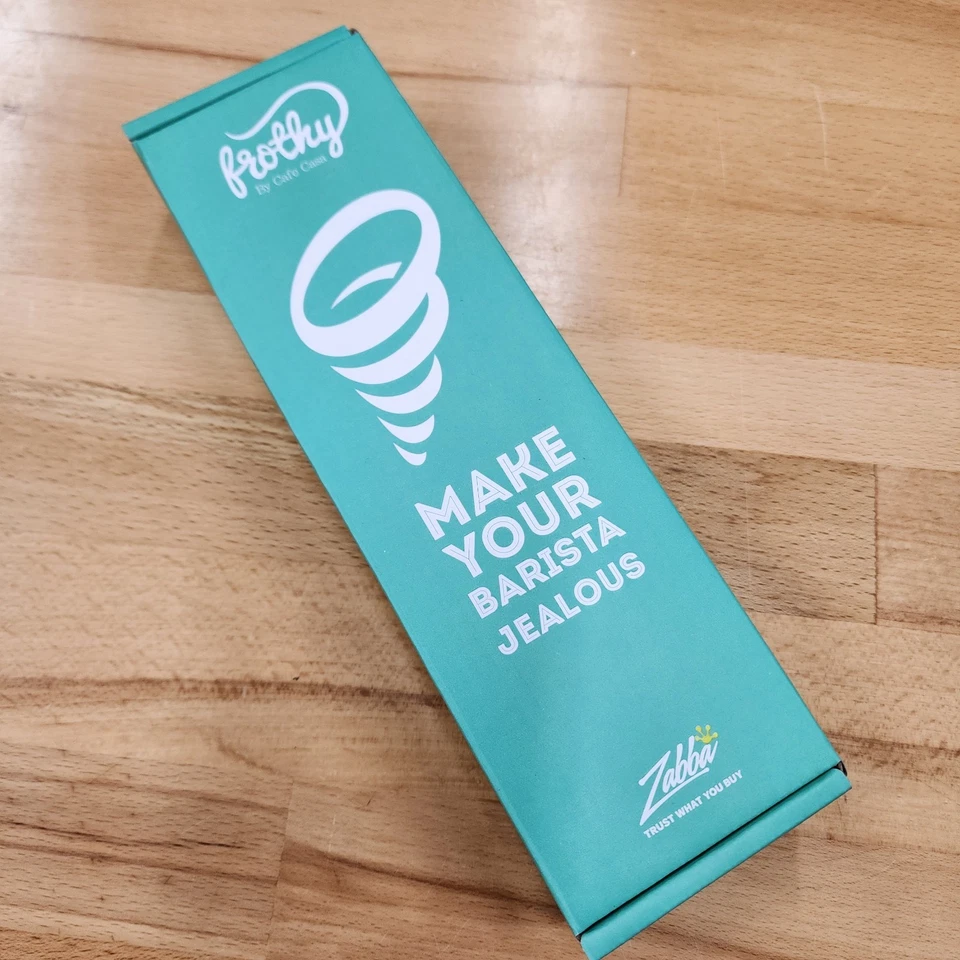 frothy
By Cafe Casa
MAKE
YOUR
BARISTA
JEALOUS
Zabba
TRUST WHAT YOU BUY